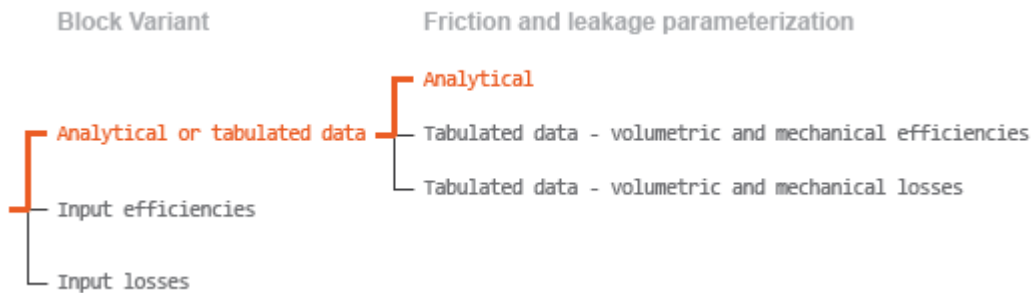 Block Variant
Friction and leakage parameterization
Analytical
Analytical or tabulated data
Tabulated data - volumetric and mechanical efficiencies
Tabulated data - volumetric and mechanical losses
Input efficiencies
Input losses